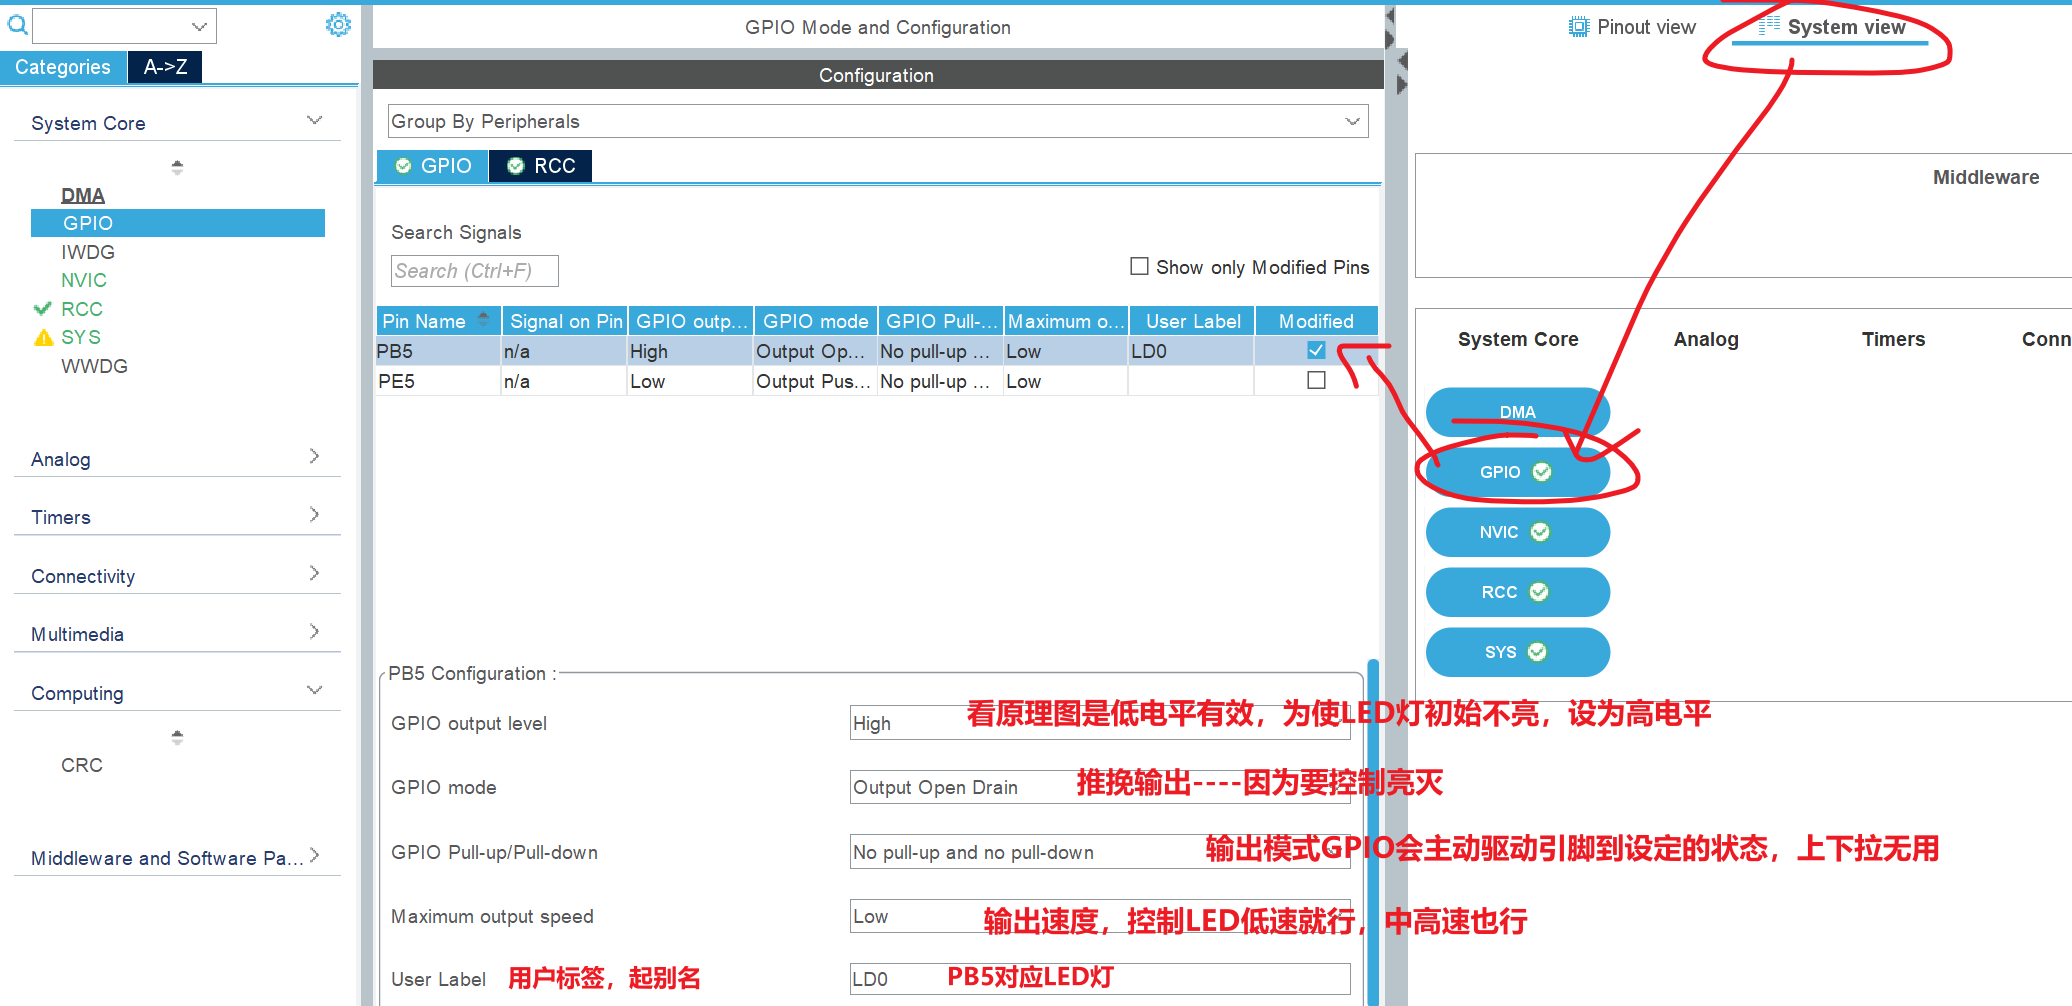 GPIO Mode and Configuration
Pinout view
System view
Categories
A->Z
Configuration
System Core
Group By Peripherals
GPIO
RCC
DMA
GPIO
IWDG
NVIC
RCC
SYS
WWDG
Search Signals
Search (Ctrl+F)
Show only Modified Pins
Pin Name Signal on Pin GPIO outp... GPIO mode GPIO Pull-... Maximum o... User Label Modified
PB5 n/a High Output Op... No pull-up ... Low LD0
PE5 n/a Low Output Pus... No pull-up ... Low
Analog
Timers
Connectivity
Multimedia
Computing
CRC
Middleware and Software Pa...
Middleware
System Core Analog Timers Conn
DMA
GPIO
NVIC
RCC
SYS
PB5 Configuration :
GPIO output level High 看原理图是低电平有效，为使LED灯初始不亮，设为高电平
GPIO mode Output Open Drain 推挽输出----因为要控制亮灭
GPIO Pull-up/Pull-down No pull-up and no pull-down 输出模式GPIO会主动驱动引脚到设定的状态，上下拉无用
Maximum output speed Low 输出速度，控制LED低速就行，中高速也行
User Label 用户标签，起别名 LD0 PB5对应LED灯